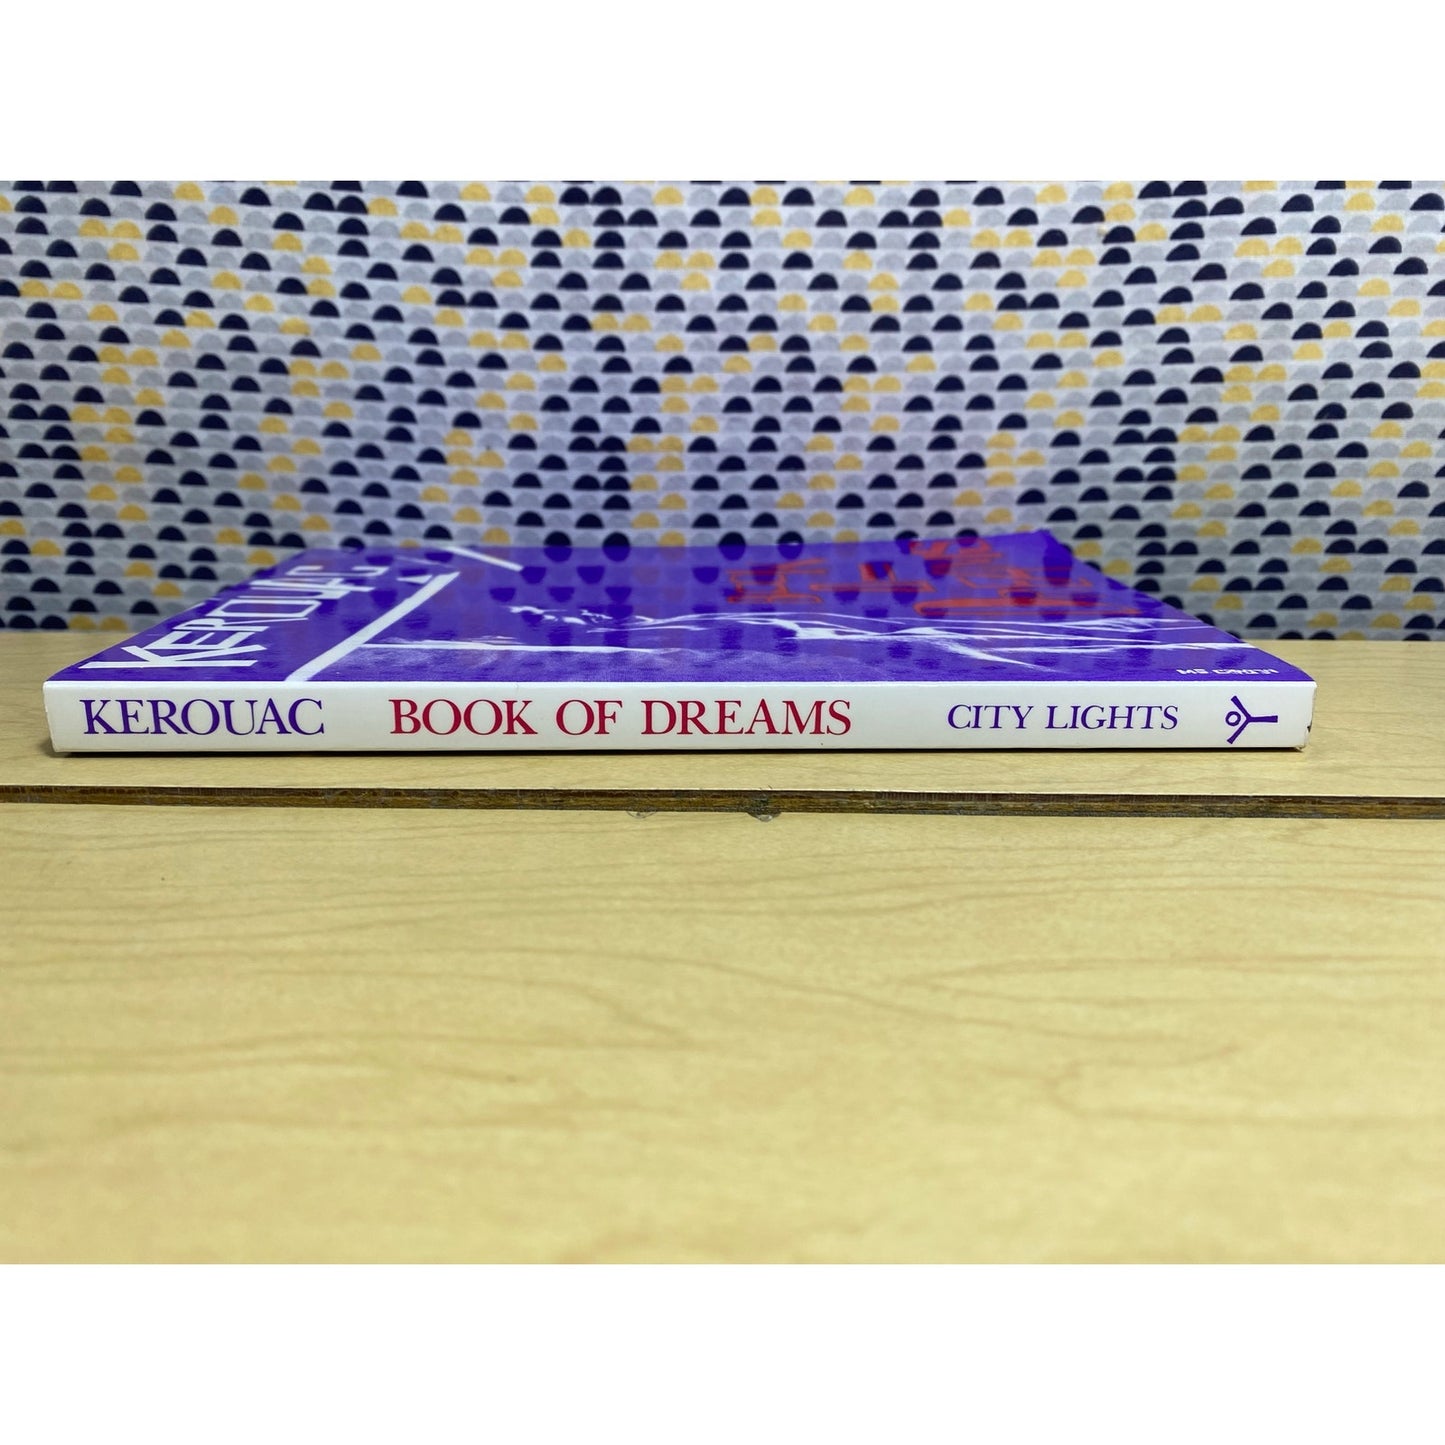 KEROUAC
KEROUAC BOOK OF DREAMS CITY LIGHTS